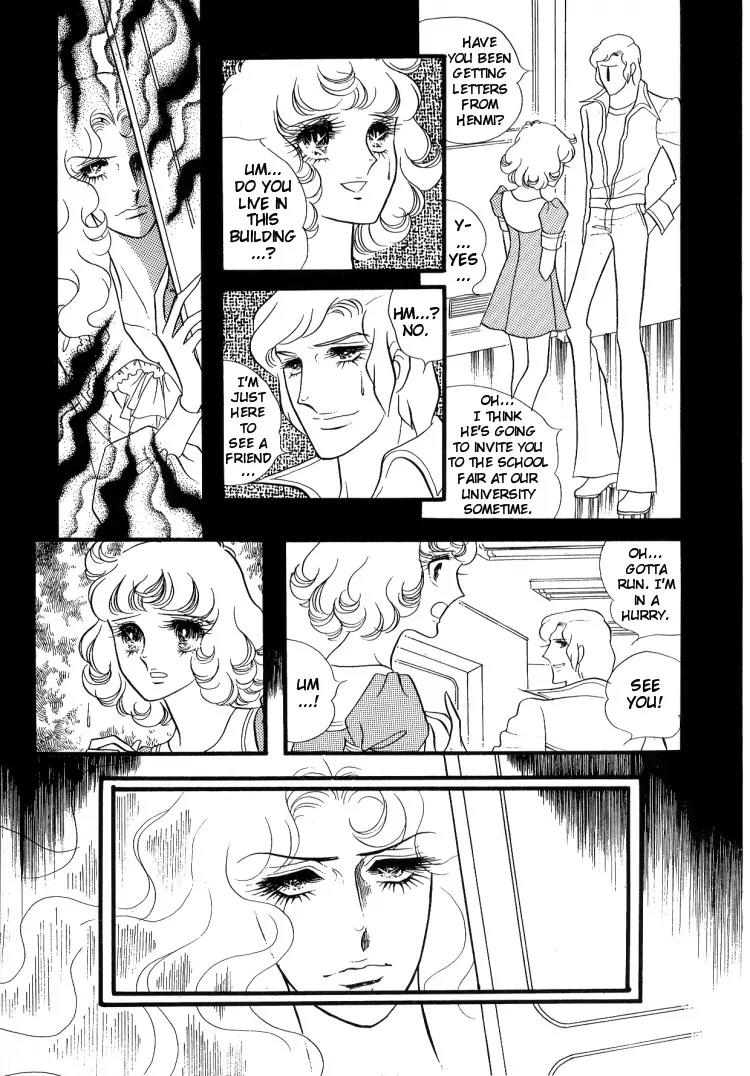 HAVE
YOU BEEN
GETTING
LETTERS
FROM
HENMI?
Y-
...
YES
...
OH...
I THINK
HE'S GOING
TO INVITE YOU
TO THE SCHOOL
FAIR AT OUR
UNIVERSITY
SOMETIME.
UM...
DO YOU
LIVE IN
THIS
BUILDING
...?
HM...?
NO.
I'M
JUST
HERE
TO
SEE A
FRIEND
...
OH...
GOTTA
RUN. I'M
IN A
HURRY.
SEE
YOU!
UM
...!